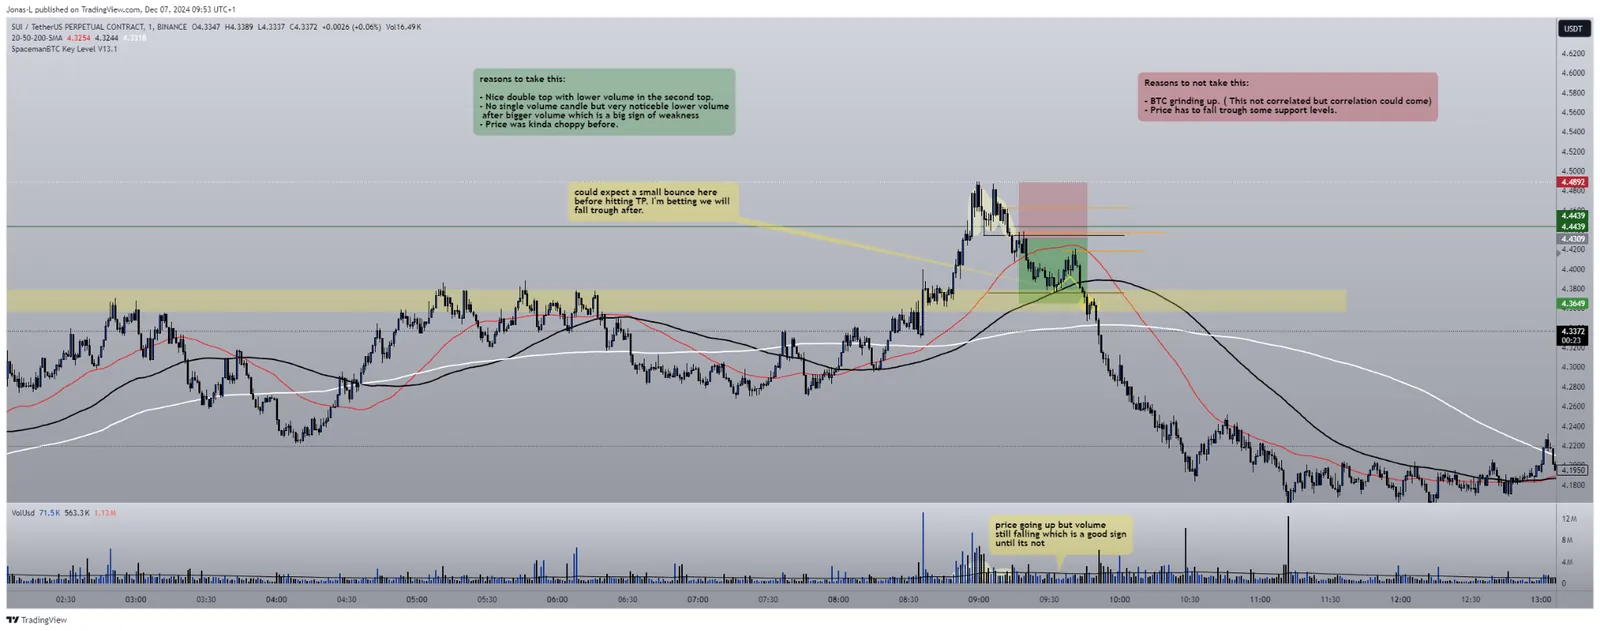 Jonas-L published on TradingView.com, Dec 07, 2024 09:53 UTC+1
SUI / TetherUS PERPETUAL CONTRACT, 1, BINANCE O4.3347 H4.3389 L4.3337 C4.3372 +0.0026 (+0.06%) Vol16.49K
20-50-200-SMA 4.3254 4.3244
SpacemanBTC Key Level V13.1
USDT
reasons to take this:
- Nice double top with lower volume in the second top.
- No single volume candle but very noticeble lower volume
after bigger volume which is a big sign of weakness
- Price was kinda choppy before.
Reasons to not take this:
- BTC grinding up. ( This not correlated but correlation could come)
- Price has to fall trough some support levels.
could expect a small bounce here
before hitting TP. I'm betting we will
fall trough after.
4.6200
4.6000
4.5800
4.5600
4.5400
4.5200
4.5000
4.4892
4.4800
4.4439
4.4439
4.4309
4.4200
4.4000
4.3800
4.3649
4.3372
00:23
4.3200
4.3000
4.2800
4.2600
4.2400
4.2200
4.1950
4.1800
VolUsd 71.5K 563.3K 1.13M
price going up but volume
still falling which is a good sign
until its not
12M
8M
4M
0
02:30 03:00 03:30 04:00 04:30 05:00 05:30 06:00 06:30 07:00 07:30 08:00 08:30 09:00 09:30 10:00 10:30 11:00 11:30 12:00 12:30 13:00
TradingView